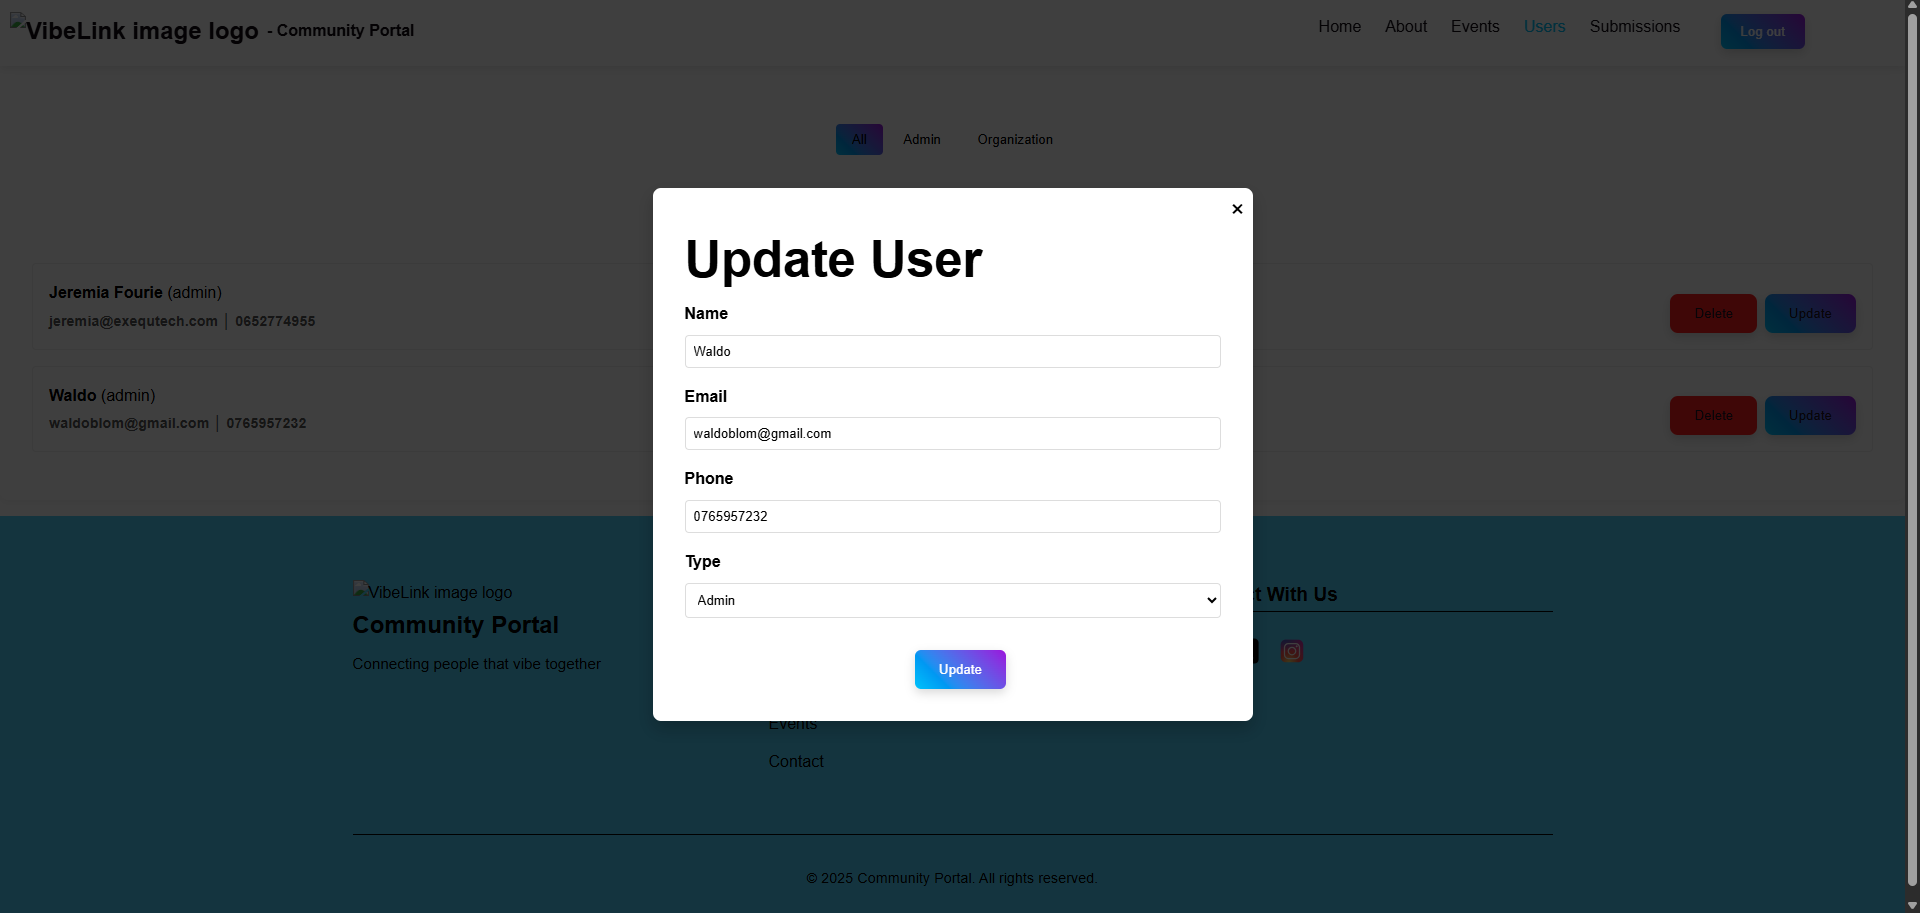 VibeLink image logo - Community Portal
Home About Events Users Submissions Log out
All Admin Organization
×
Update User
Name
Waldo
Email
waldoblom@gmail.com
Phone
0765957232
Type
Admin
Update
Jeremia Fourie (admin)
jeremia@exequtech.com | 0652774955
Delete Update
Waldo (admin)
waldoblom@gmail.com | 0765957232
Delete Update
VibeLink image logo
Community Portal
Connecting people that vibe together
Events
Contact
With Us
© 2025 Community Portal. All rights reserved.